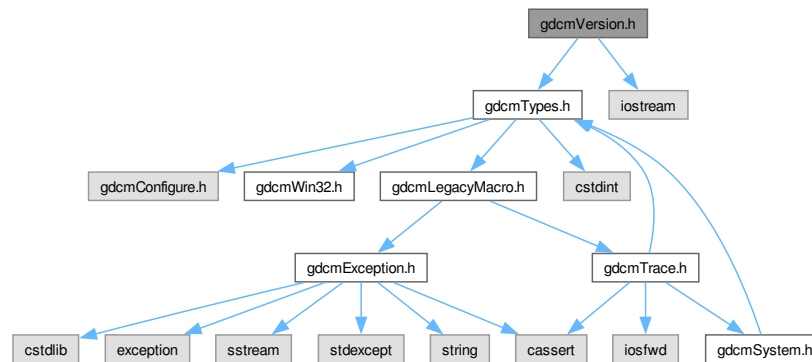 gdcmVersion.h
gdcmTypes.h
iostream
gdcmConfigure.h
gdcmWin32.h
gdcmLegacyMacro.h
cstdint
gdcmException.h
gdcmTrace.h
cstdlib
exception
sstream
stdexcept
string
cassert
iosfwd
gdcmSystem.h